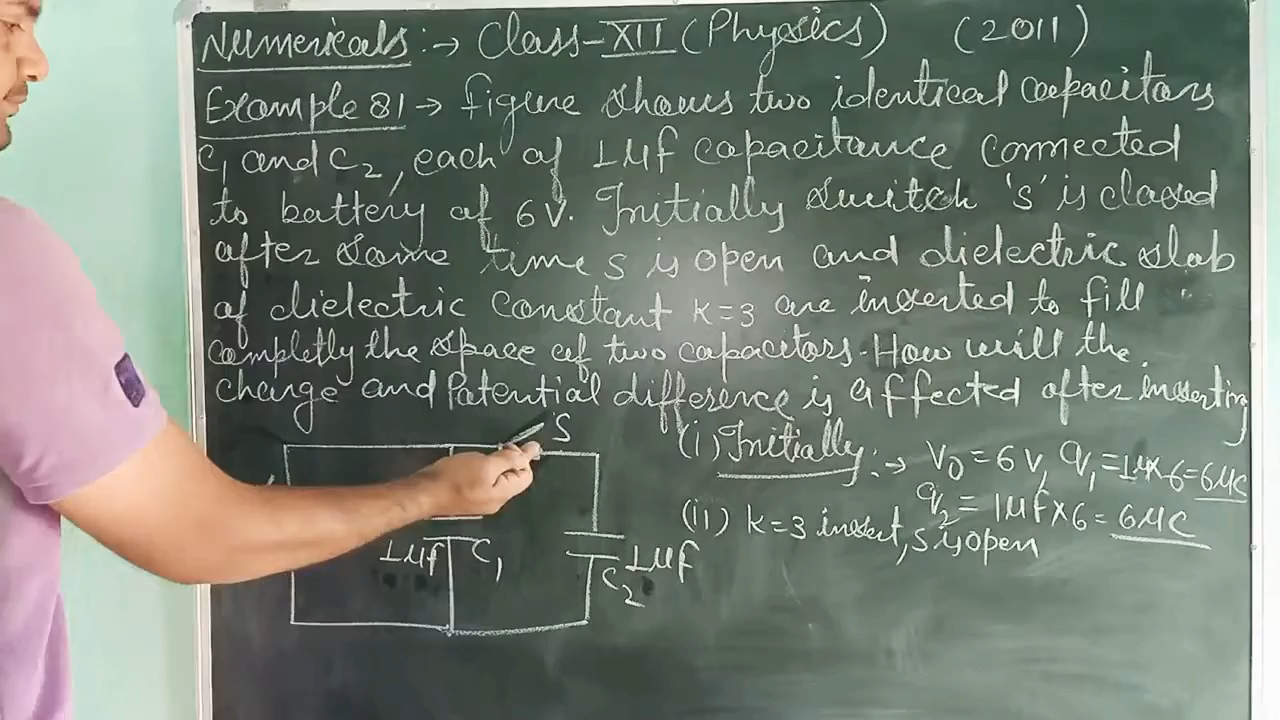 Numericals:→ Class-XII (Physics) (2011)
Example 81 → figure shows two identical capacitors
C1 and C2, each of 1μf capacitance connected
to battery of 6V. Initially switch 'S' is closed
after some time S is open and dielectric slab
of dielectric constant K=3 are inserted to fill
completly the space of two capacitors. How will the
charge and Potential difference is affected after inserting
S
(i) Initially:→ V0 = 6V, q1 = 1μ×6 = 6μC
q2 = 1μf×6 = 6μC
(ii) K=3 insert, S is open
1μf C1
C2 1μf